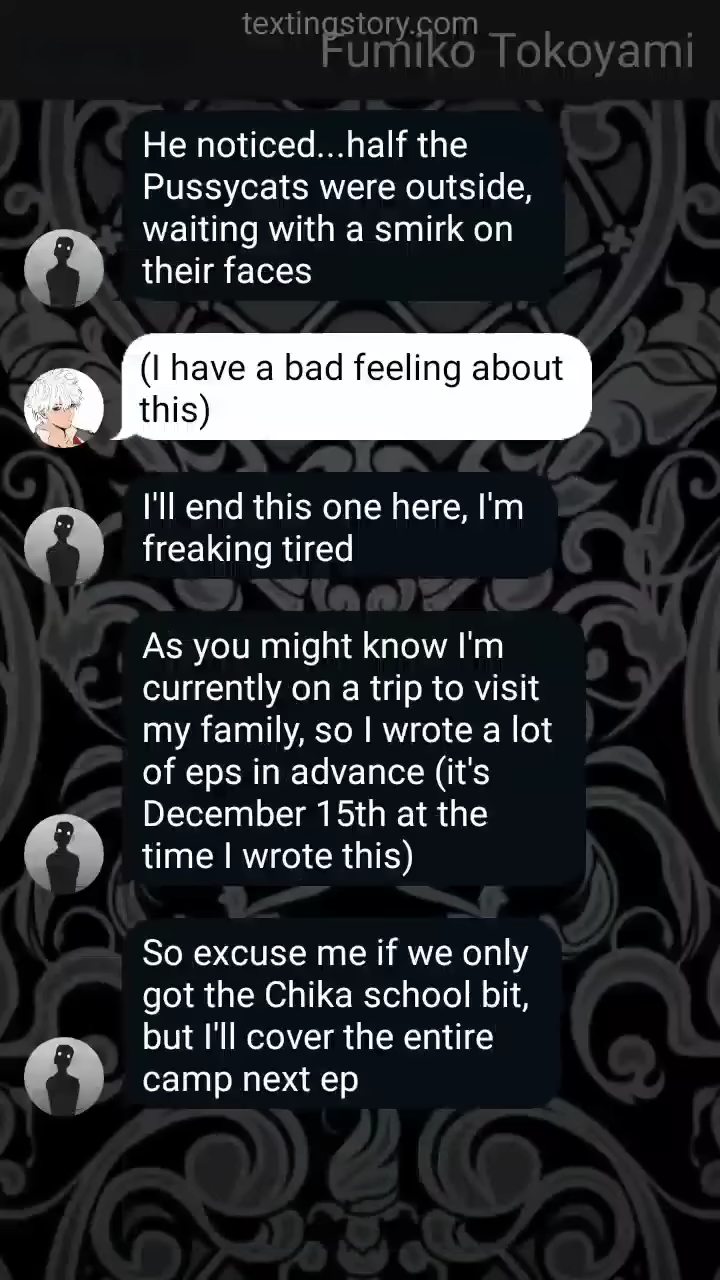 textingstory.com
Fumiko Tokoyami
He noticed...half the
Pussycats were outside,
waiting with a smirk on
their faces
(I have a bad feeling about
this)
I'll end this one here, I'm
freaking tired
As you might know I'm
currently on a trip to visit
my family, so I wrote a lot
of eps in advance (it's
December 15th at the
time I wrote this)
So excuse me if we only
got the Chika school bit,
but I'll cover the entire
camp next ep